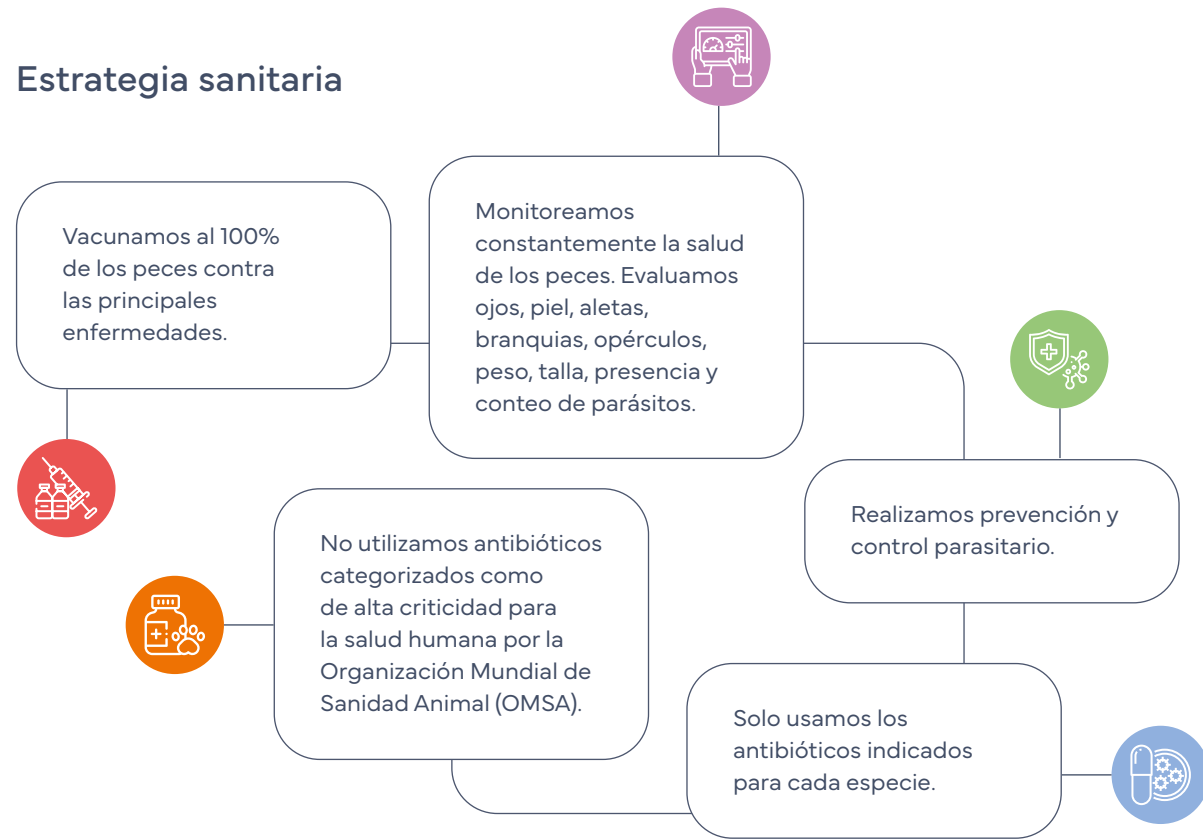 Estrategia sanitaria
Vacunamos al 100%
de los peces contra
las principales
enfermedades.
Monitoreamos
constantemente la salud
de los peces. Evaluamos
ojos, piel, aletas,
branquias, opérculos,
peso, talla, presencia y
conteo de parásitos.
Realizamos prevención y
control parasitario.
Solo usamos los
antibióticos indicados
para cada especie.
No utilizamos antibióticos
categorizados como
de alta criticidad para
la salud humana por la
Organización Mundial de
Sanidad Animal (OMSA).